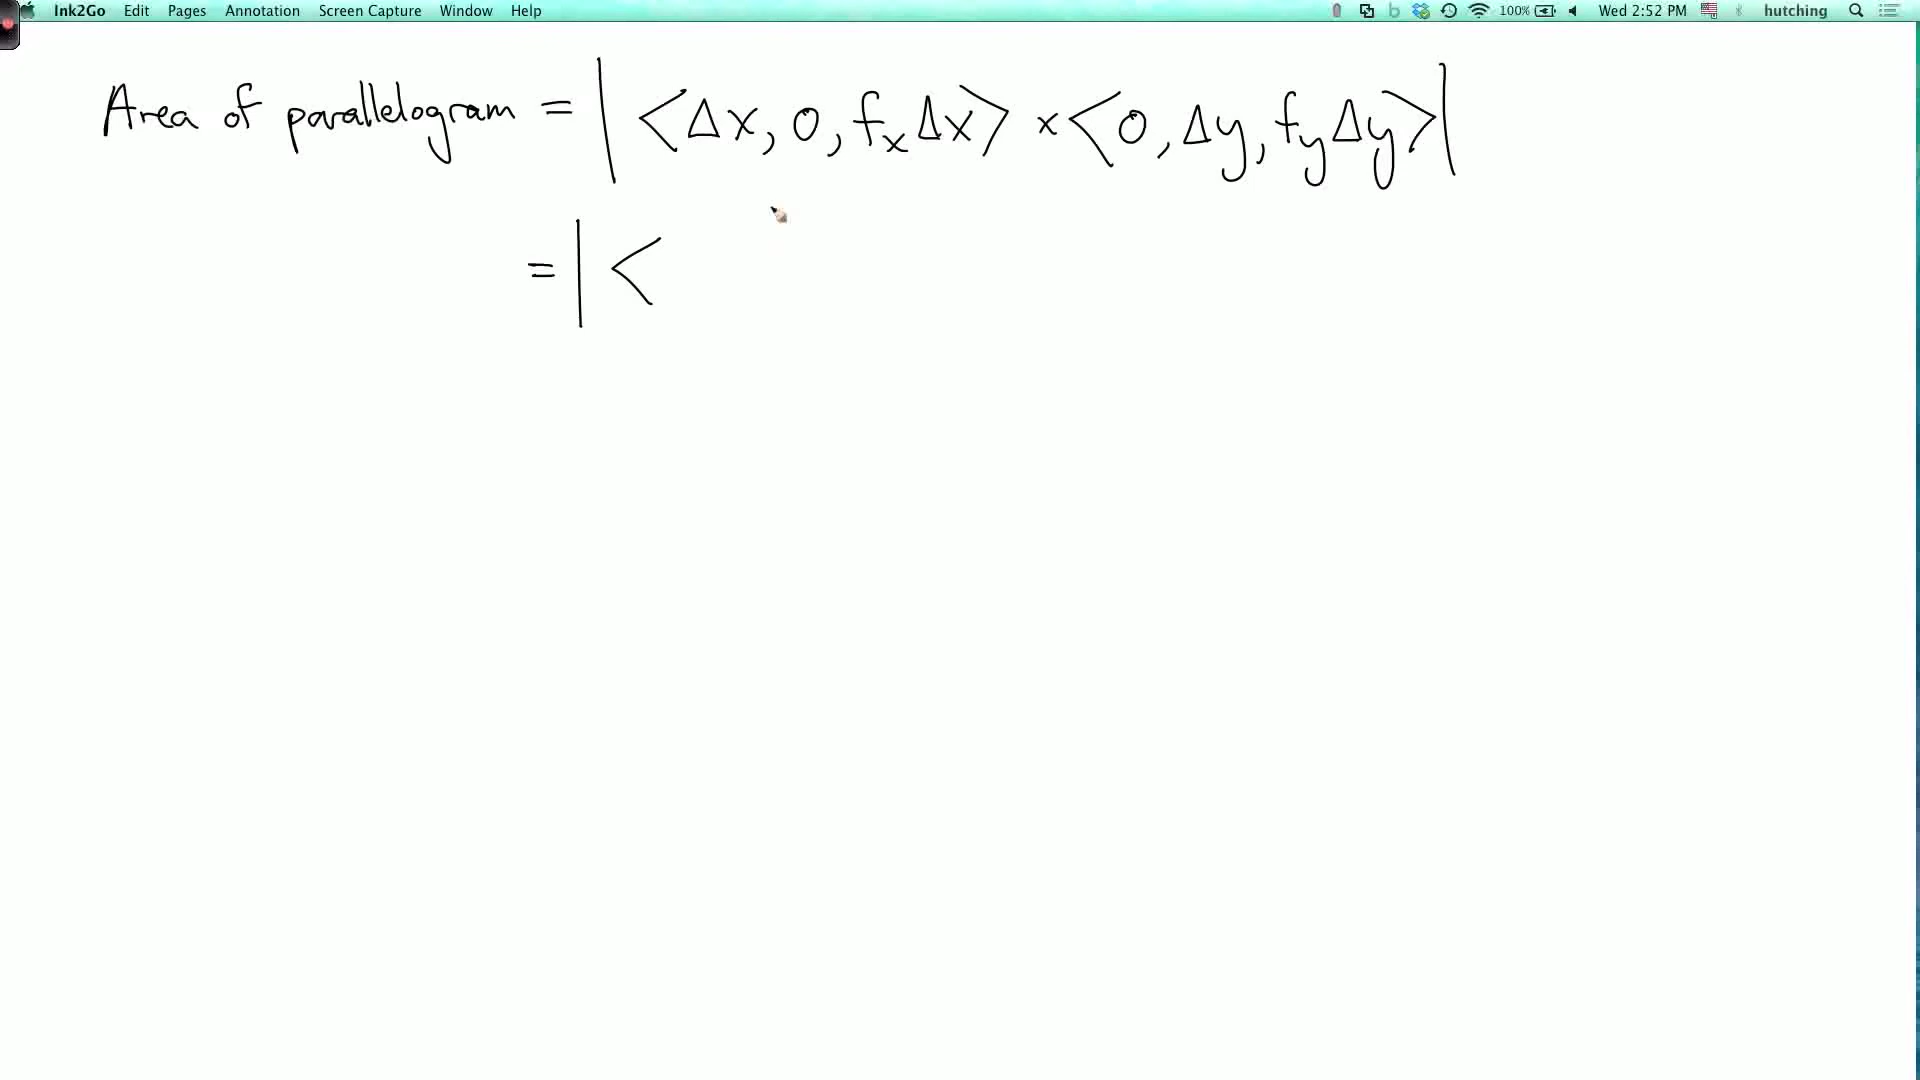 Ink2Go Edit Pages Annotation Screen Capture Window Help 100% Wed 2:52 PM hutching
Area of parallelogram = | <Δx, 0, fₓΔx> × <0, Δy, f_yΔy> |
= | <